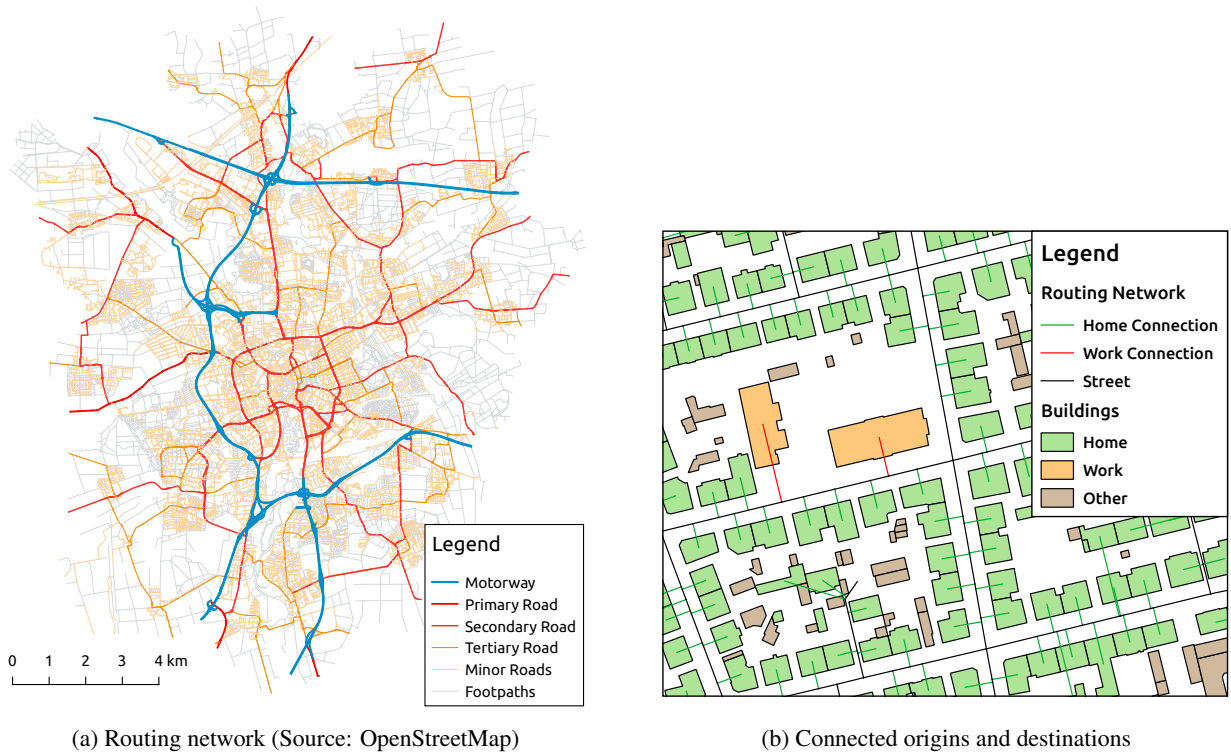 Legend
Motorway
Primary Road
Secondary Road
Tertiary Road
Minor Roads
Footpaths
0 1 2 3 4 km
(a) Routing network (Source: OpenStreetMap)
Legend
Routing Network
Home Connection
Work Connection
Street
Buildings
Home
Work
Other
(b) Connected origins and destinations